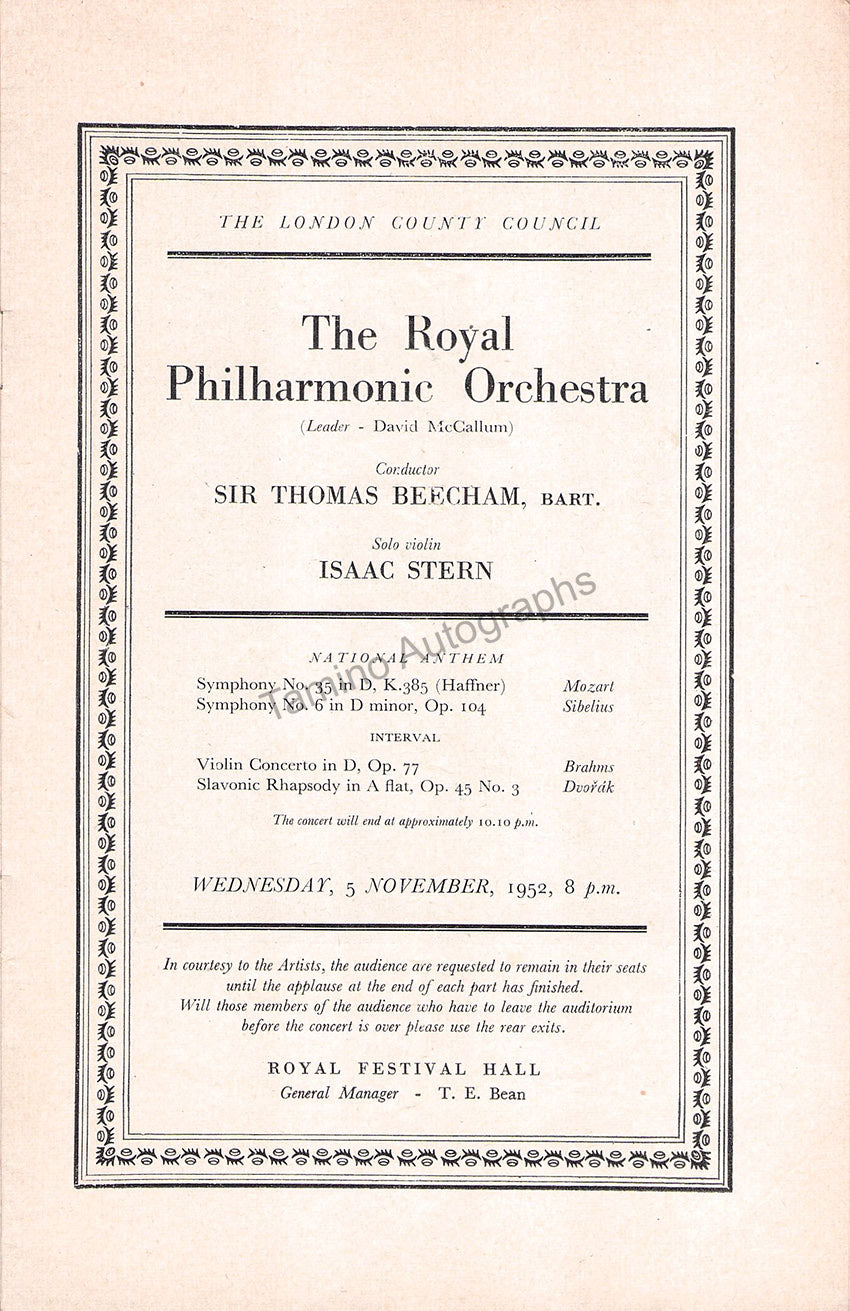 THE LONDON COUNTY COUNCIL
The Royal
Philharmonic Orchestra
(Leader - David McCallum)
Conductor
SIR THOMAS BEECHAM, BART.
Solo violin
ISAAC STERN
Tamino Autographs
NATIONAL ANTHEM
Symphony No. 35 in D, K.385 (Haffner) Mozart
Symphony No. 6 in D minor, Op. 104 Sibelius
INTERVAL
Violin Concerto in D, Op. 77 Brahms
Slavonic Rhapsody in A flat, Op. 45 No. 3 Dvořák
The concert will end at approximately 10.10 p.m.
WEDNESDAY, 5 NOVEMBER, 1952, 8 p.m.
In courtesy to the Artists, the audience are requested to remain in their seats
until the applause at the end of each part has finished.
Will those members of the audience who have to leave the auditorium
before the concert is over please use the rear exits.
ROYAL FESTIVAL HALL
General Manager - T. E. Bean